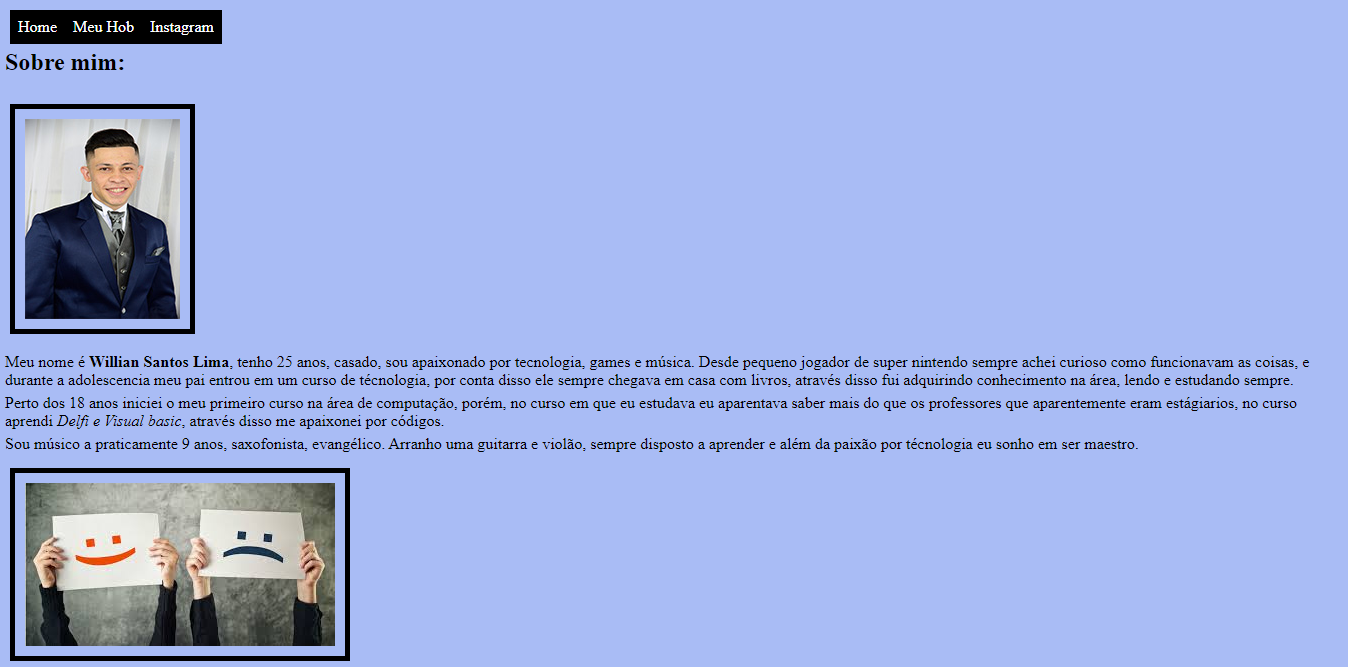 Home Meu Hob Instagram
Sobre mim:
Meu nome é Willian Santos Lima, tenho 25 anos, casado, sou apaixonado por tecnologia, games e música. Desde pequeno jogador de super nintendo sempre achei curioso como funcionavam as coisas, e
durante a adolescencia meu pai entrou em um curso de técnologia, por conta disso ele sempre chegava em casa com livros, através disso fui adquirindo conhecimento na área, lendo e estudando sempre.
Perto dos 18 anos iniciei o meu primeiro curso na área de computação, porém, no curso em que eu estudava eu aparentava saber mais do que os professores que aparentemente eram estágiarios, no curso
aprendi Delfi e Visual basic, através disso me apaixonei por códigos.
Sou músico a praticamente 9 anos, saxofonista, evangélico. Arranho uma guitarra e violão, sempre disposto a aprender e além da paixão por técnologia eu sonho em ser maestro.